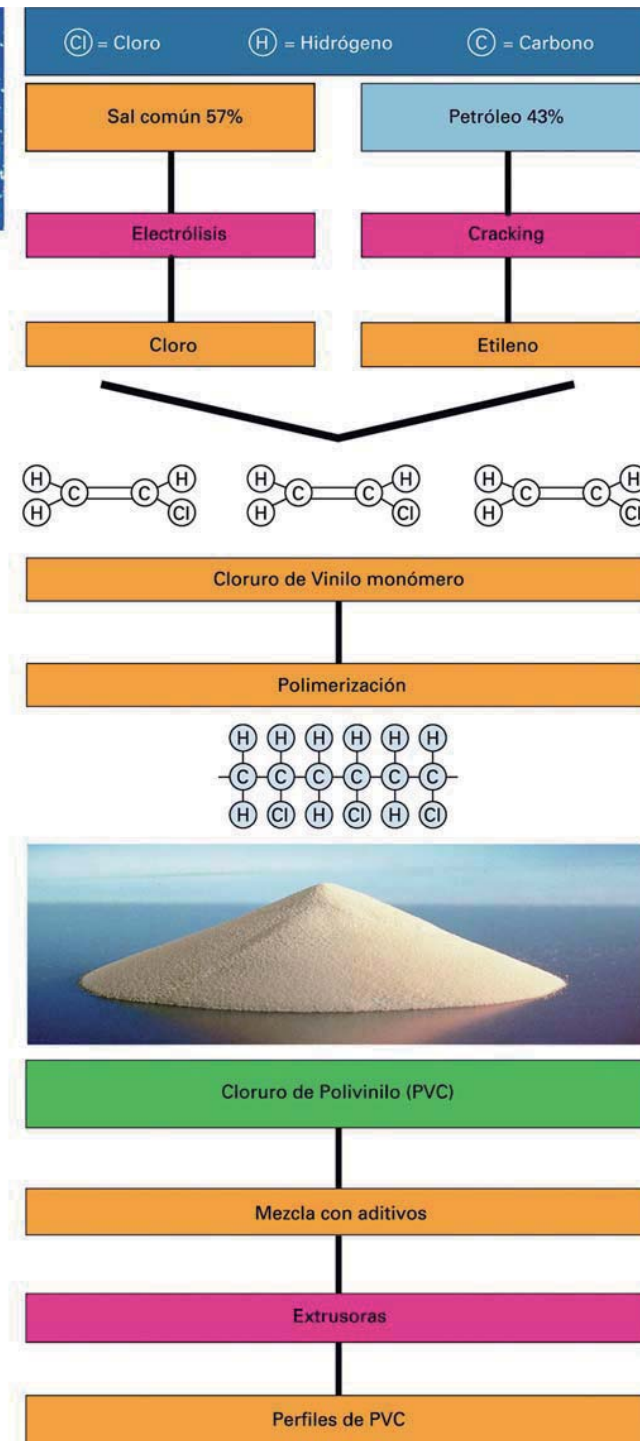 Cl = Cloro H = Hidrógeno C = Carbono
Sal común 57% Petróleo 43%
Electrólisis Cracking
Cloro Etileno
H H H H H H
C C C C C C
H Cl H Cl H Cl
Cloruro de Vinilo monómero
Polimerización
H H H H H H
C C C C C C
H Cl H Cl H Cl
Cloruro de Polivinilo (PVC)
Mezcla con aditivos
Extrusoras
Perfiles de PVC